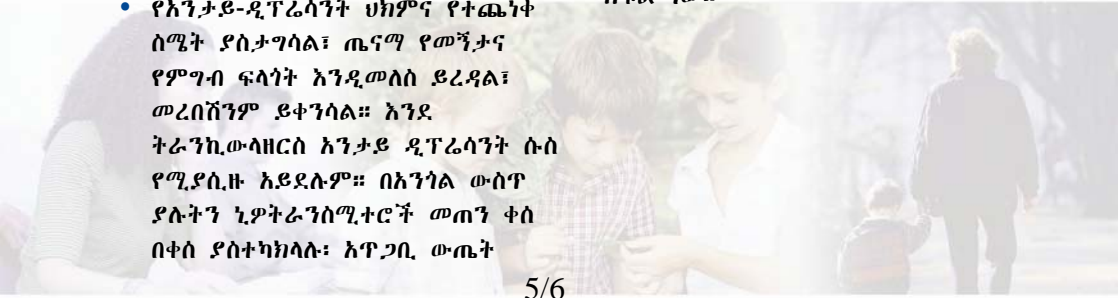 • የአንታይ-ዲፕሬሳንት ህክምና የተጨነቀ
ስሜት ያስታግሳል፣ ጤናማ የመኝታና
የምግብ ፍላጎት እንዲመለስ ይረዳል፣
መረበሽንም ይቀንሳል። እንደ
ትራንኪውላዘርስ አንታይ ዲፕሬሳንት ሱስ
የሚያሲዙ አይደሉም። በአንጎል ውስጥ
ያሉትን ኒዎትራንስሚተሮች መጠን ቀስ
በቀስ ያስተካክላሉ፡ አጥጋቢ ውጤት
5/6